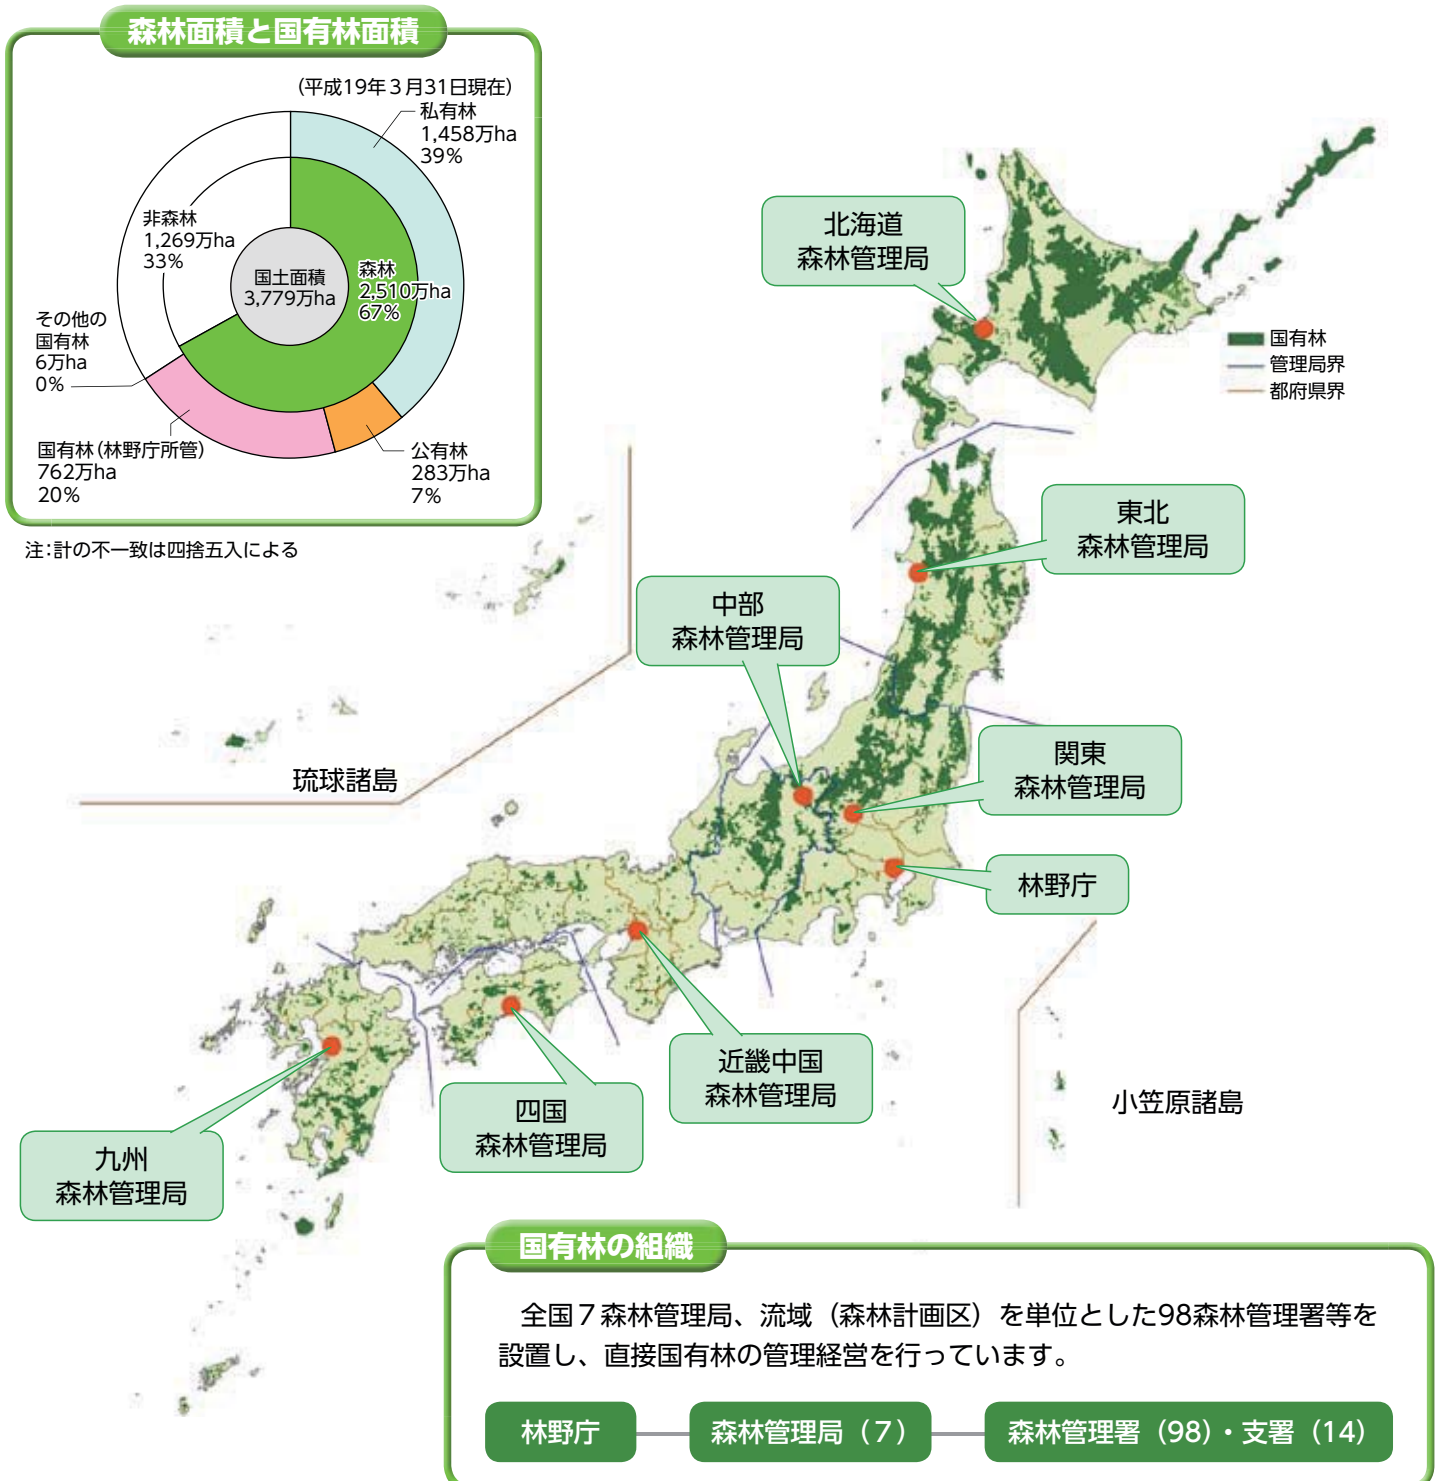 森林面積と国有林面積
(平成19年3月31日現在)
私有林
1,458万ha
39%
非森林
1,269万ha
33%
国土面積
3,779万ha
森林
2,510万ha
67%
その他の
国有林
6万ha
0%
国有林(林野庁所管)
762万ha
20%
公有林
283万ha
7%
注:計の不一致は四捨五入による
北海道
森林管理局
国有林
管理局界
都府県界
東北
森林管理局
中部
森林管理局
関東
森林管理局
琉球諸島
林野庁
近畿中国
森林管理局
四国
森林管理局
小笠原諸島
九州
森林管理局
国有林の組織
全国7森林管理局、流域(森林計画区)を単位とした98森林管理署等を
設置し、直接国有林の管理経営を行っています。
林野庁
森林管理局(7)
森林管理署(98)・支署(14)